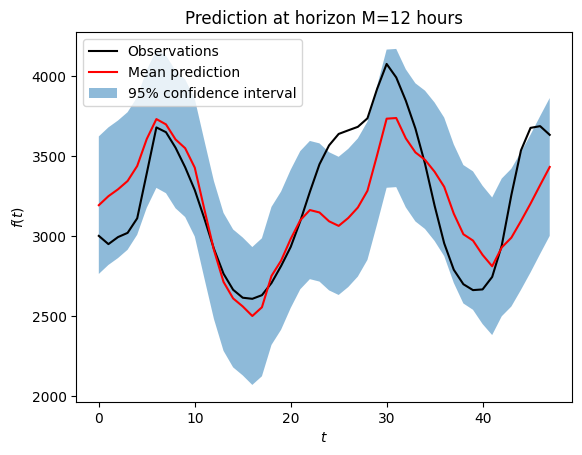 Prediction at horizon M=12 hours
Observations
Mean prediction
95% confidence interval
4000
3500
3000
2500
2000
f(t)
0
10
20
30
40
t